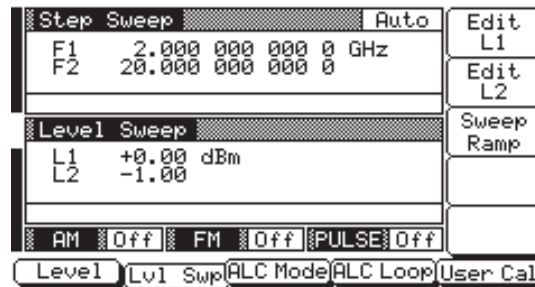 Step Sweep Auto
F1 2.000 000 000 0 GHz
F2 20.000 000 000 0
Level Sweep
L1 +0.00 dBm
L2 -1.00
AM Off FM Off PULSE Off
Edit
L1
Edit
L2
Sweep
Ramp
Level Lvl Swp ALC Mode ALC Loop User Cal